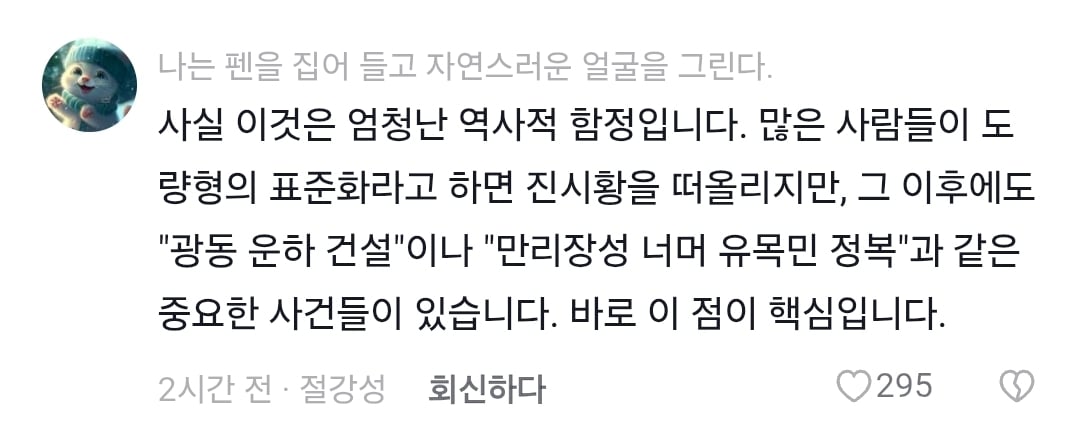 나는 펜을 집어 들고 자연스러운 얼굴을 그린다.
사실 이것은 엄청난 역사적 함정입니다. 많은 사람들이 도
량형의 표준화라고 하면 진시황을 떠올리지만, 그 이후에도
"광동 운하 건설"이나 "만리장성 너머 유목민 정복"과 같은
중요한 사건들이 있습니다. 바로 이 점이 핵심입니다.
2시간 전 · 절강성 회신하다 295